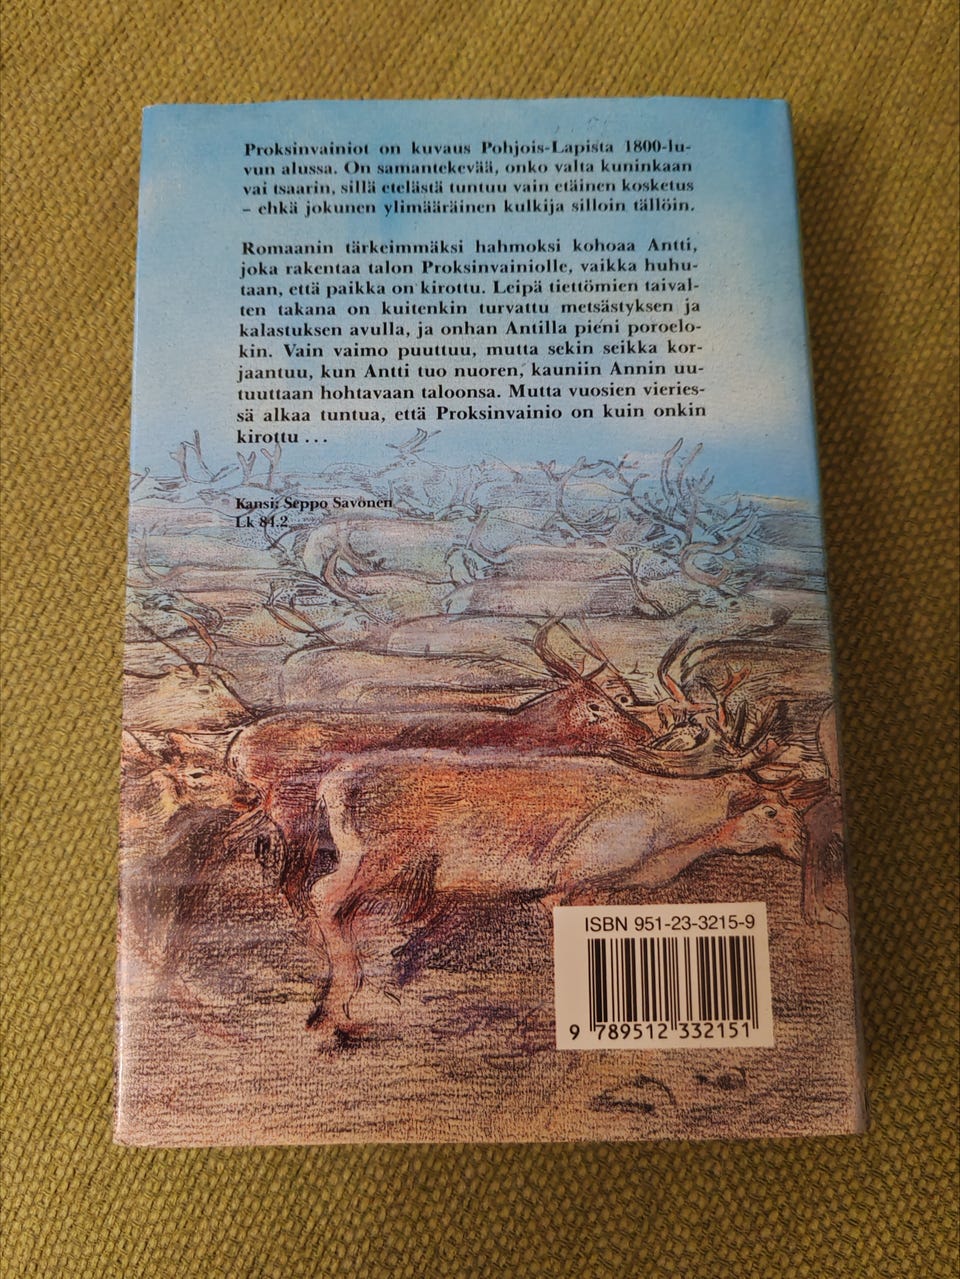 Proksinvainiot on kuvaus Pohjois-Lapista 1800-lu-
vun alussa. On samantekevää, onko valta kuninkaan
vai tsaarin, sillä etelästä tuntuu vain etäinen kosketus
– ehkä jokunen ylimääräinen kulkija silloin tällöin.
Romaanin tärkeimmäksi hahmoksi kohoaa Antti,
joka rakentaa talon Proksinvainiolle, vaikka huhu-
taan, että paikka on kirottu. Leipä tiettömien taival-
ten takana on kuitenkin turvattu metsästyksen ja
kalastuksen avulla, ja onhan Antilla pieni poroelo-
kin. Vain vaimo puuttuu, mutta sekin seikka kor-
jaantuu, kun Antti tuo nuoren, kauniin Annin uu-
tuuttaan hohtavaan taloonsa. Mutta vuosien vieries-
sä alkaa tuntua, että Proksinvainio on kuin onkin
kirottu ...
Kansi: Seppo Savonen
Lk 84.2
ISBN 951-23-3215-9
9 789512 332151